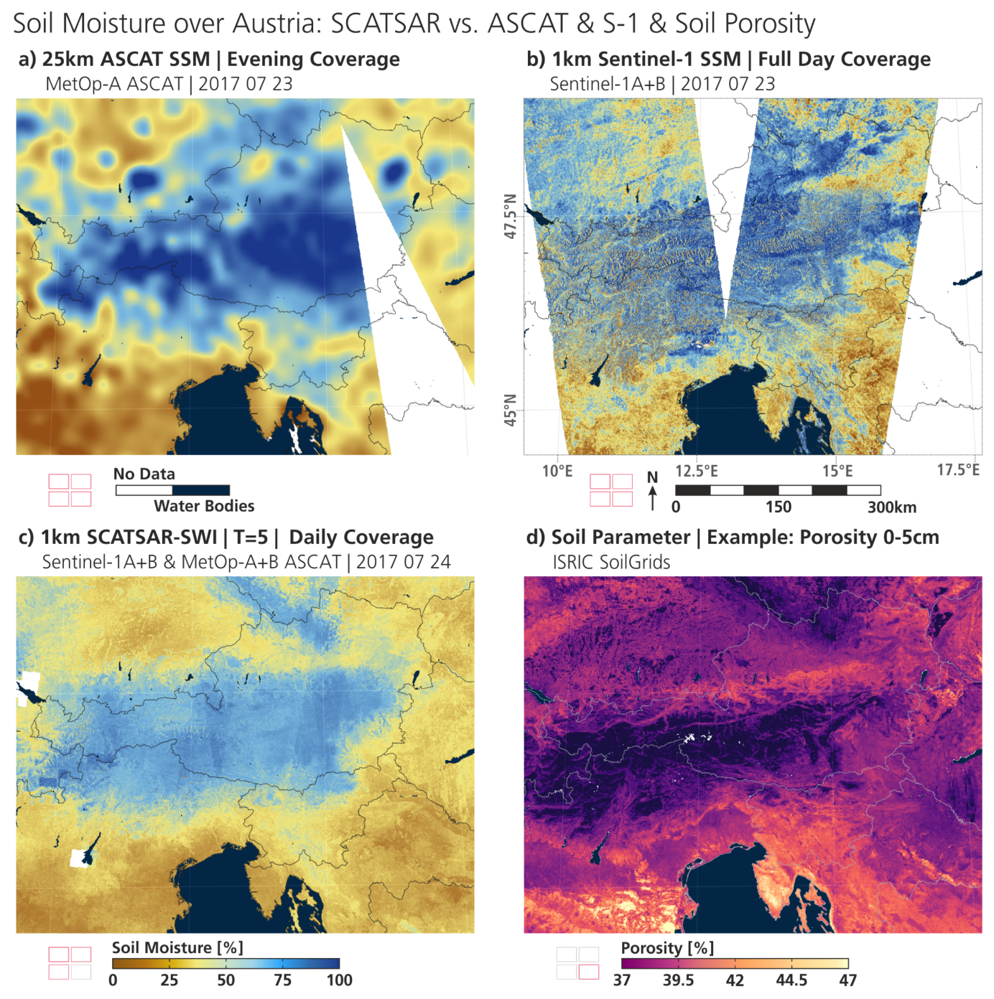 Soil Moisture over Austria: SCATSAR vs. ASCAT & S-1 & Soil Porosity
a) 25km ASCAT SSM | Evening Coverage
MetOp-A ASCAT | 2017 07 23
b) 1km Sentinel-1 SSM | Full Day Coverage
Sentinel-1A+B | 2017 07 23
47.5°N
45°N
10°E
12.5°E
15°E
17.5°E
No Data
Water Bodies
N
0
150
300km
c) 1km SCATSAR-SWI | T=5 | Daily Coverage
Sentinel-1A+B & MetOp-A+B ASCAT | 2017 07 24
d) Soil Parameter | Example: Porosity 0-5cm
ISRIC SoilGrids
Soil Moisture [%]
0
25
50
75
100
Porosity [%]
37
39.5
42
44.5
47